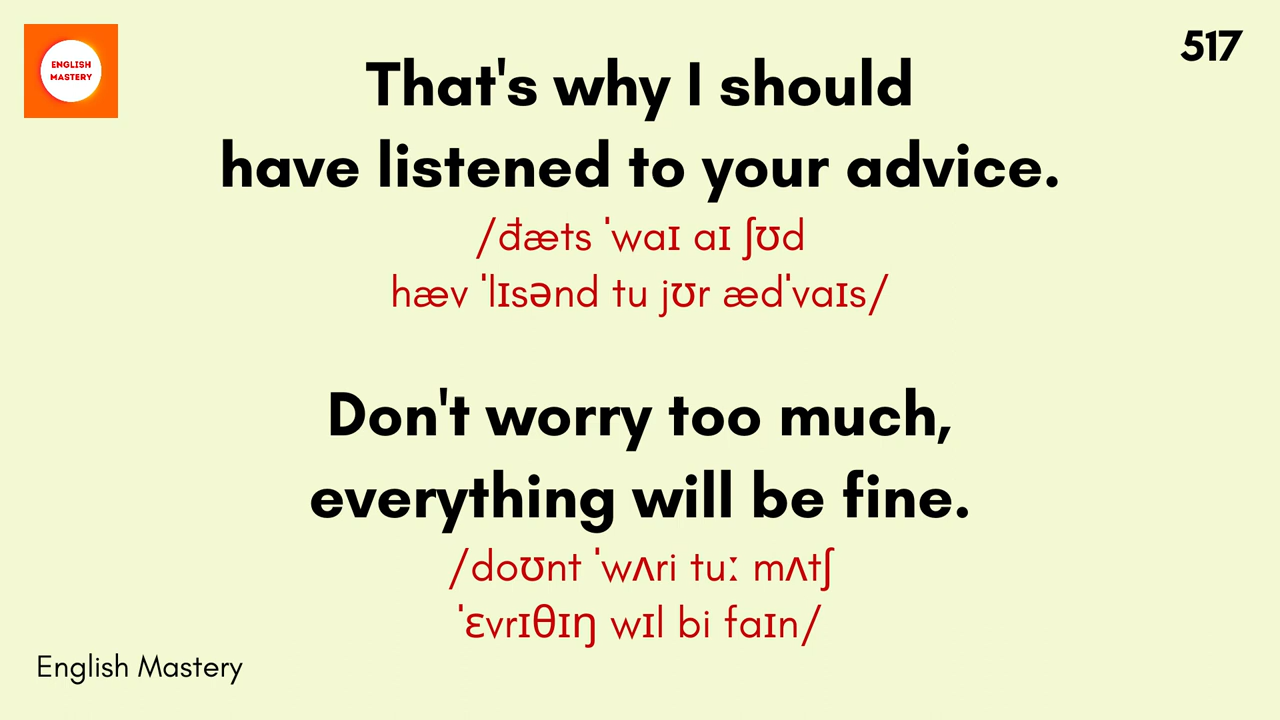 ENGLISH
MASTERY
517
That's why I should
have listened to your advice.
/đæts ˈwaɪ aɪ ʃʊd
hæv ˈlɪsənd tu jʊr ædˈvaɪs/
Don't worry too much,
everything will be fine.
/doʊnt ˈwʌri tuː mʌtʃ
ˈɛvrɪθɪŋ wɪl bi faɪn/
English Mastery